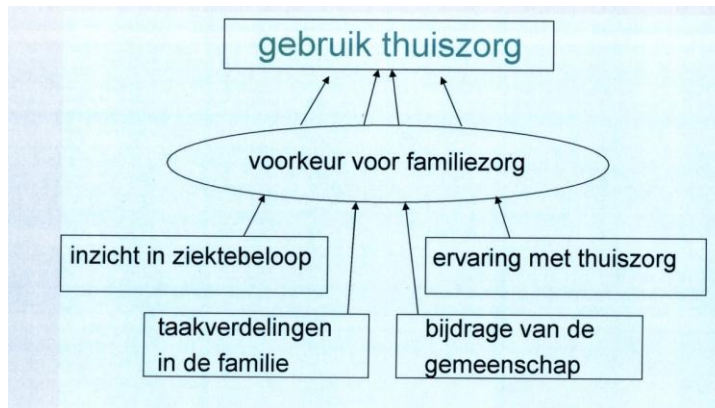 gebruik thuiszorg
voorkeur voor familiezorg
inzicht in ziektebeloop
ervaring met thuiszorg
taakverdelingen
in de familie
bijdrage van de
gemeenschap